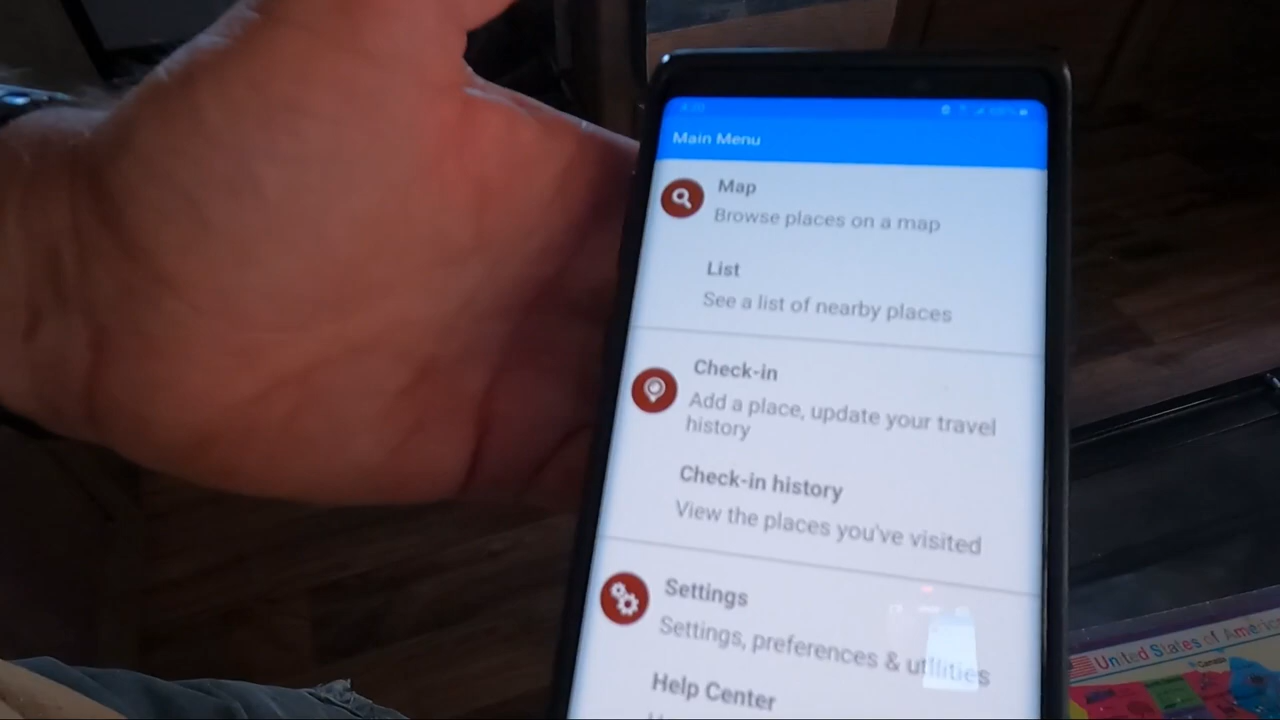 Main Menu
Map
Browse places on a map
List
See a list of nearby places
Check-in
Add a place, update your travel
history
Check-in history
View the places you've visited
Settings
Settings, preferences & utilities
Help Center
United States of America
Canada